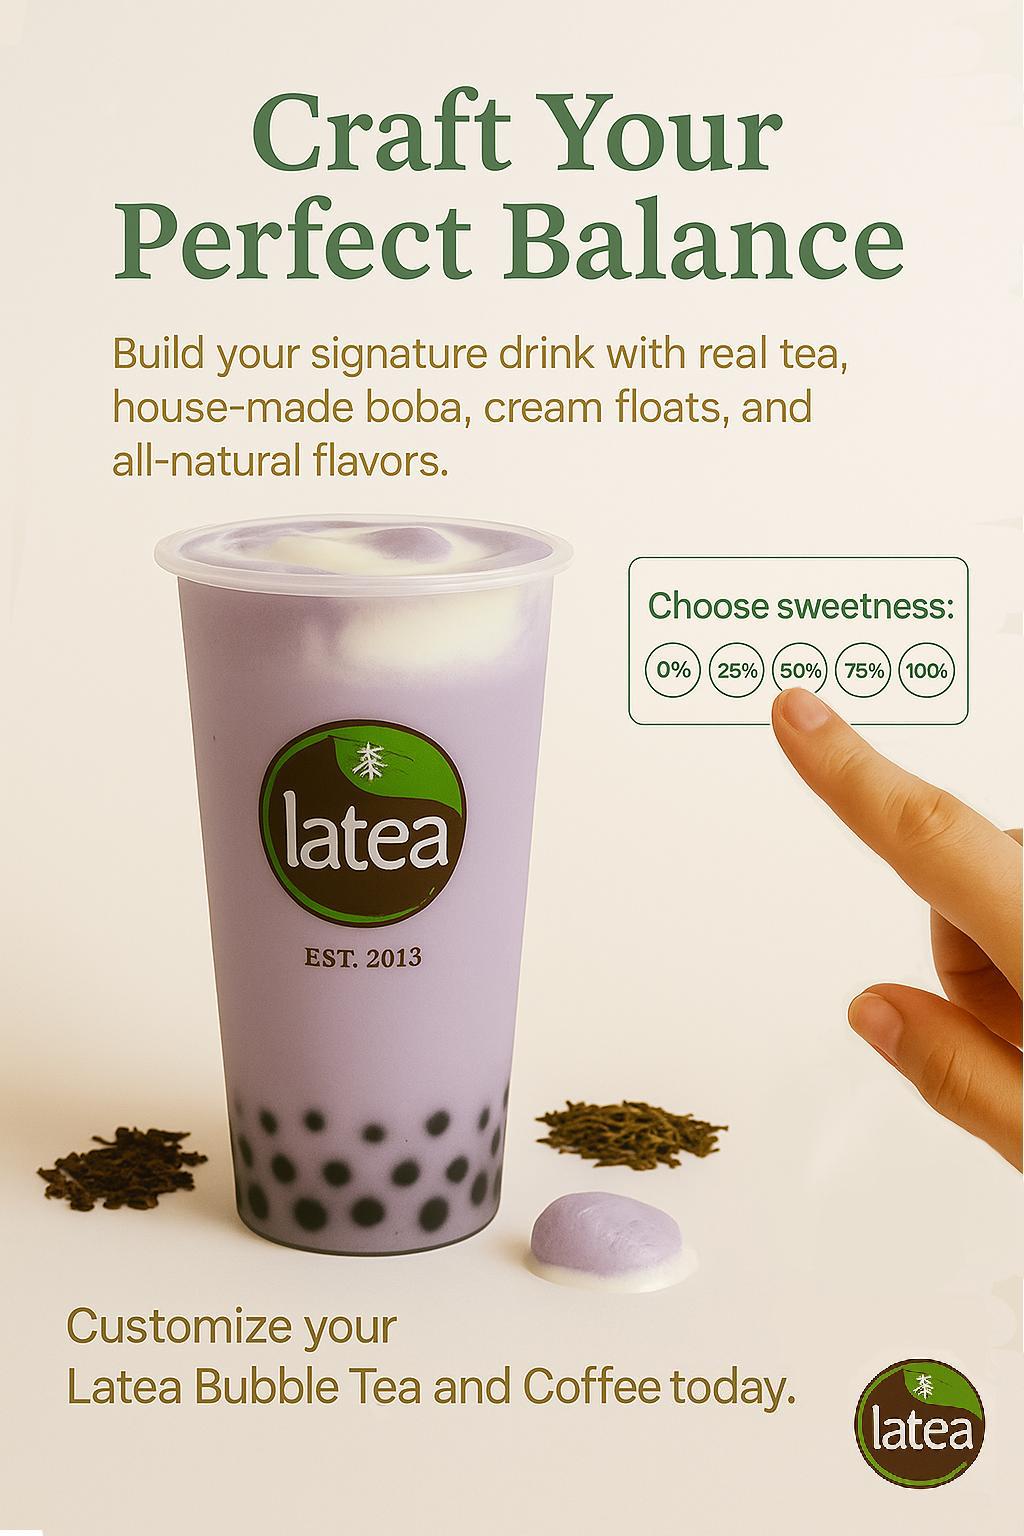 Craft Your
Perfect Balance
Build your signature drink with real tea,
house-made boba, cream floats, and
all-natural flavors.
Choose sweetness:
0% 25% 50% 75% 100%
latea
EST. 2013
Customize your
Latea Bubble Tea and Coffee today.
latea